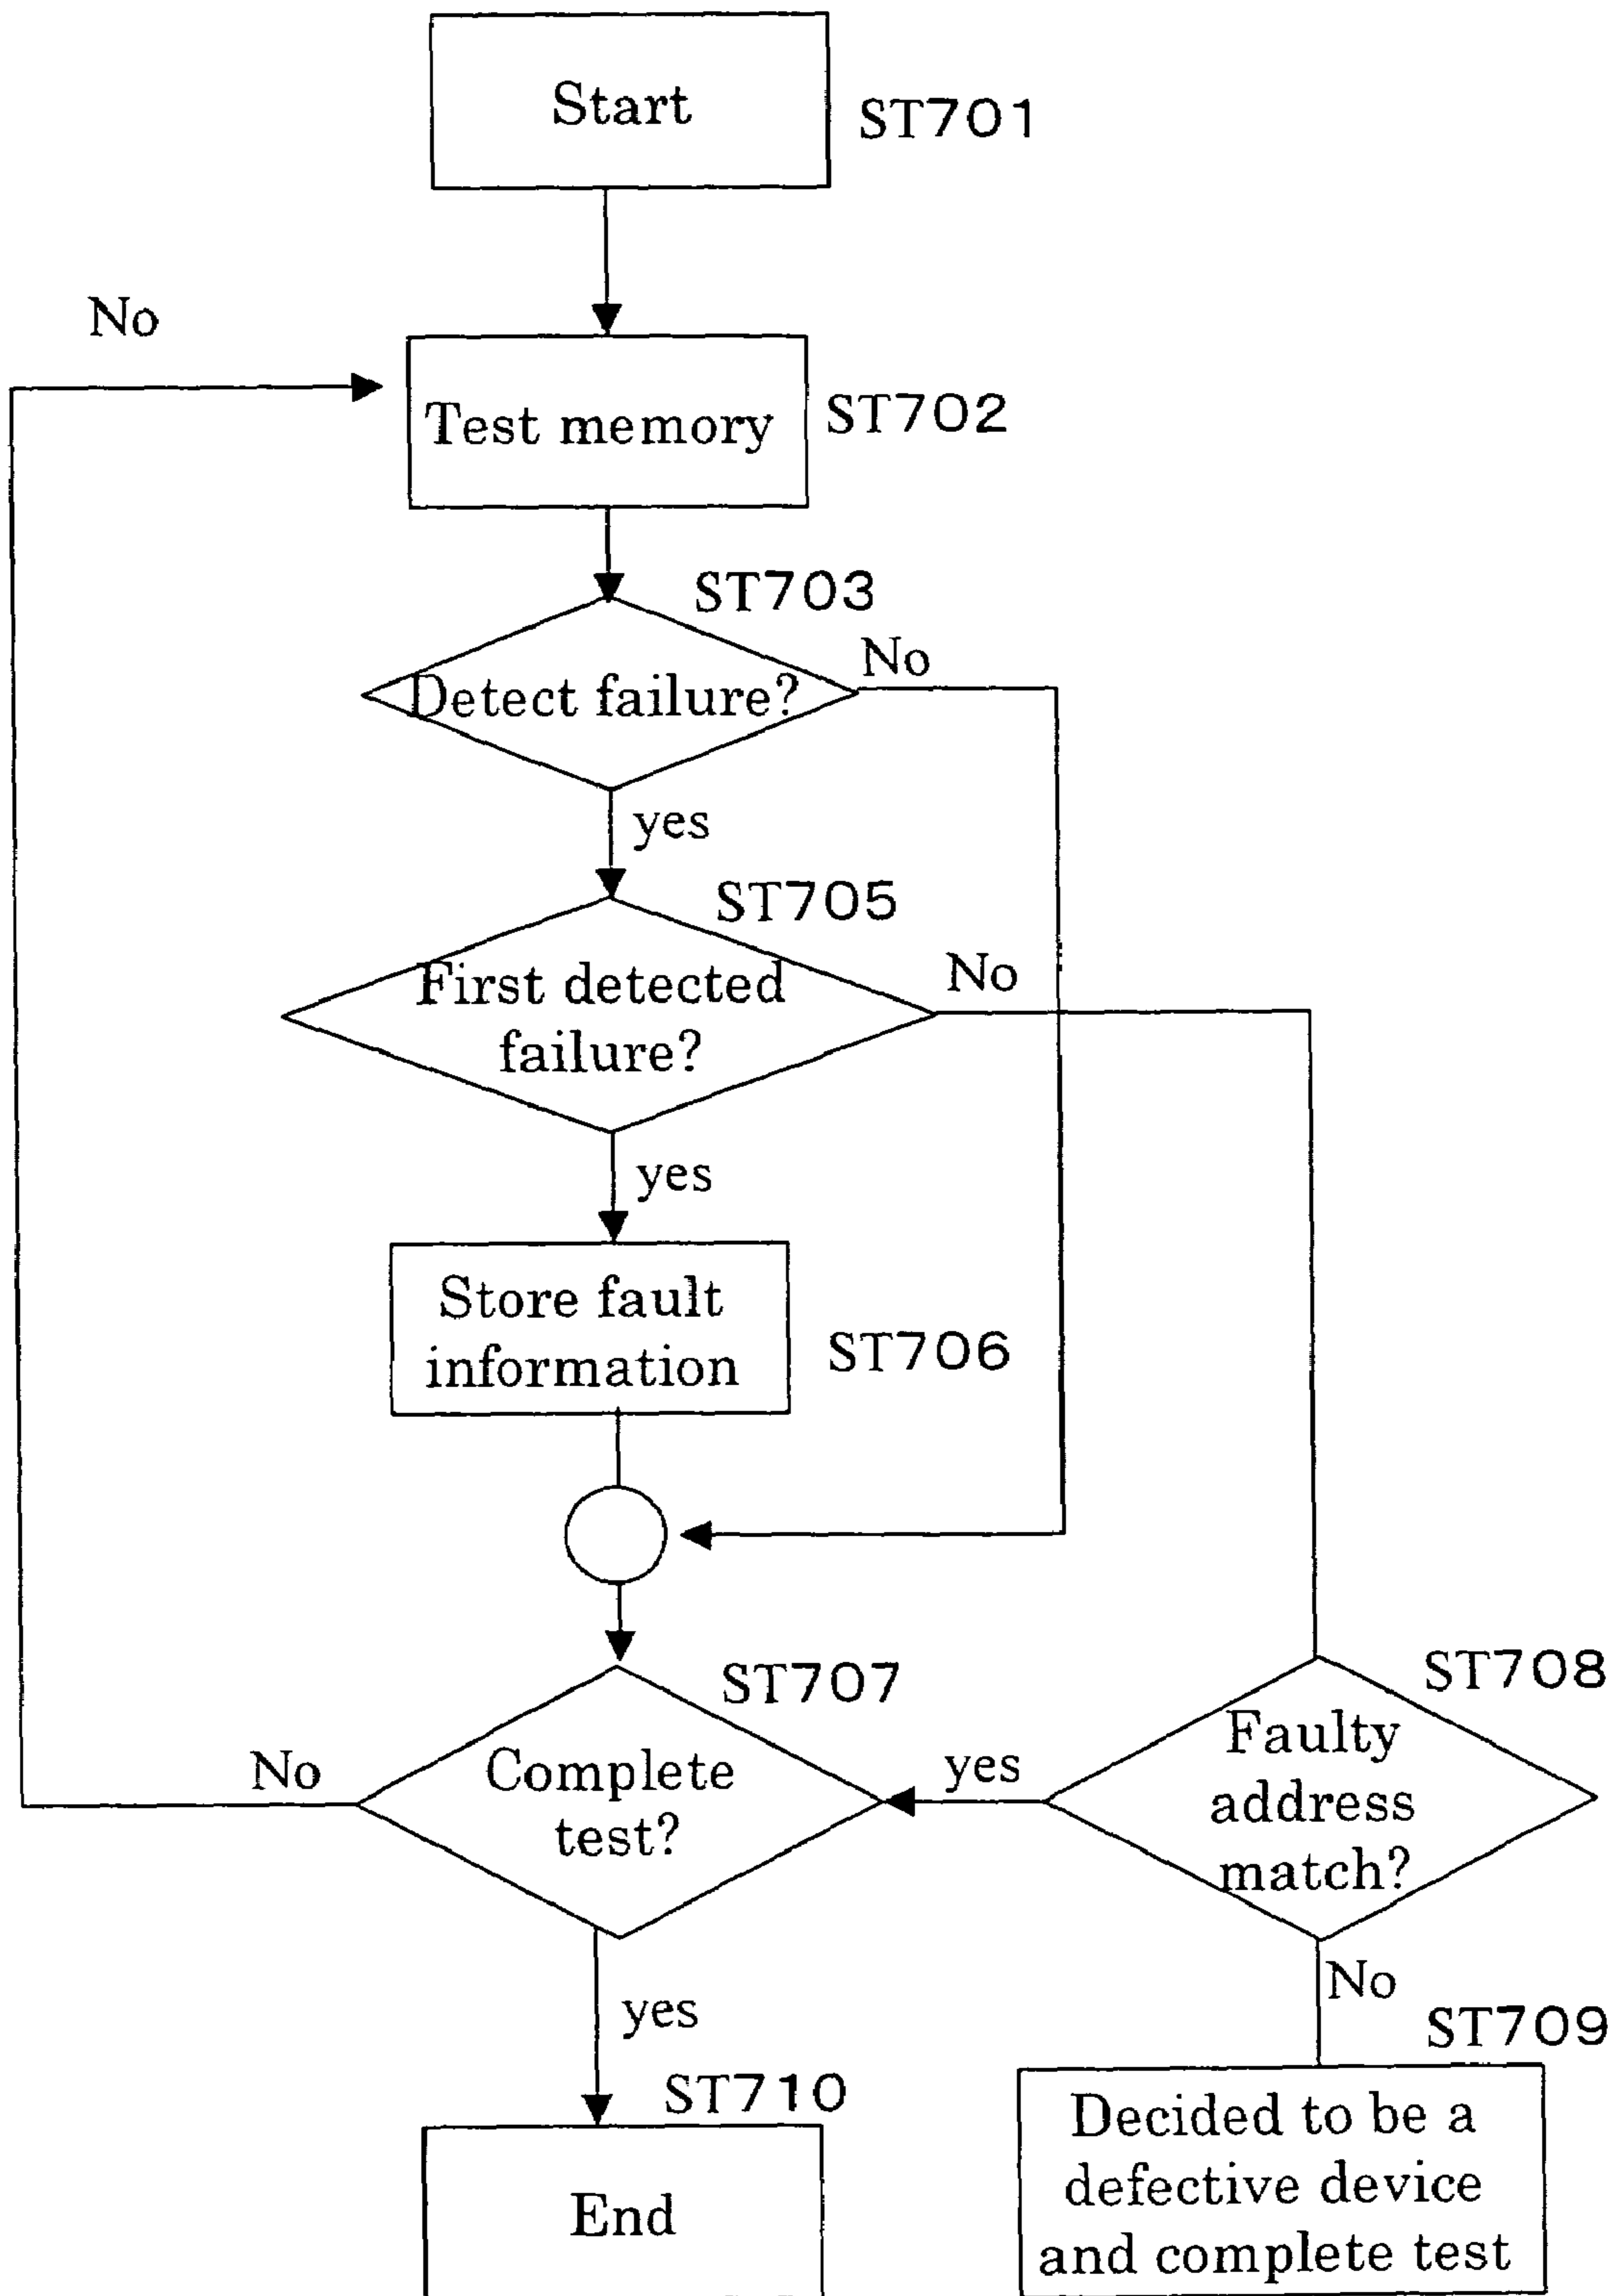 Start
ST701
No
Test memory
ST702
ST703
Detect failure?
No
yes
ST705
First detected
failure?
No
yes
Store fault
information
ST706
ST707
Complete
test?
No
yes
ST708
Faulty
address
match?
yes
No
ST709
Decided to be a
defective device
and complete test
ST710
End